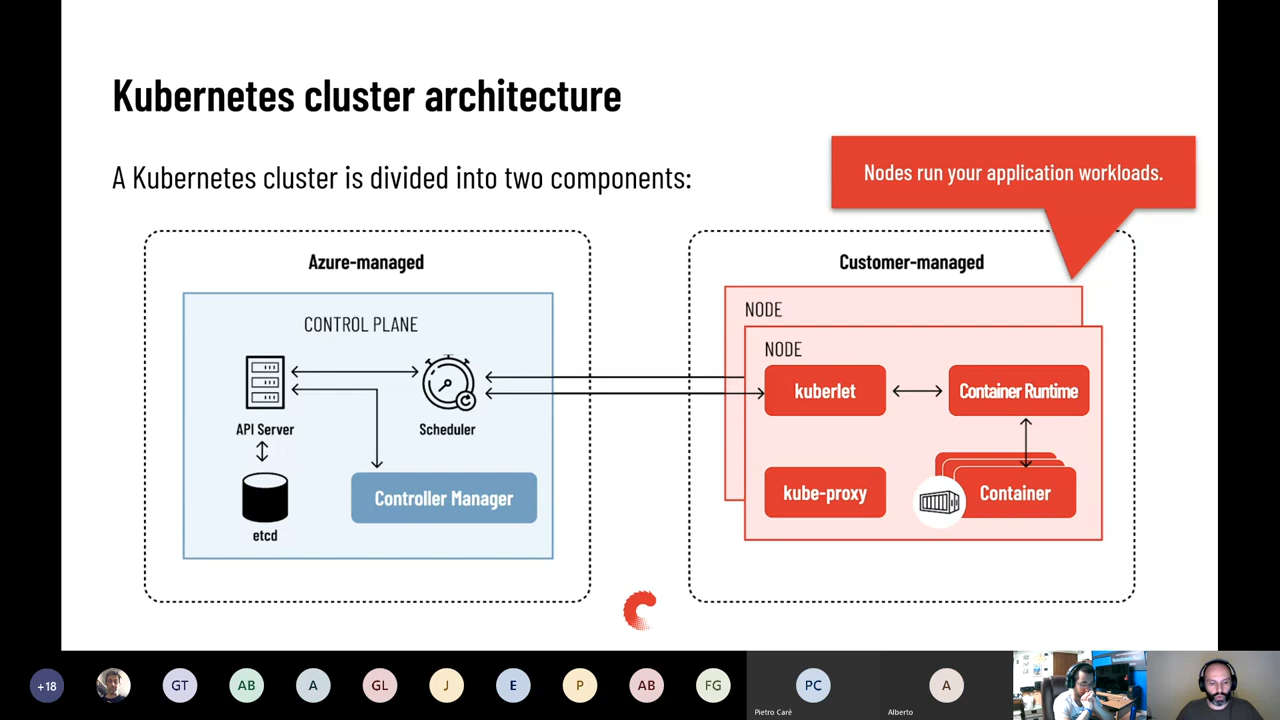 Kubernetes cluster architecture
A Kubernetes cluster is divided into two components:
Nodes run your application workloads.
Azure-managed
CONTROL PLANE
API Server
Scheduler
Controller Manager
etcd
Customer-managed
NODE
NODE
kuberlet
Container Runtime
kube-proxy
Container
+18
GT
AB
A
GL
J
E
P
AB
FG
PC
Pietro Carè
A
Alberto